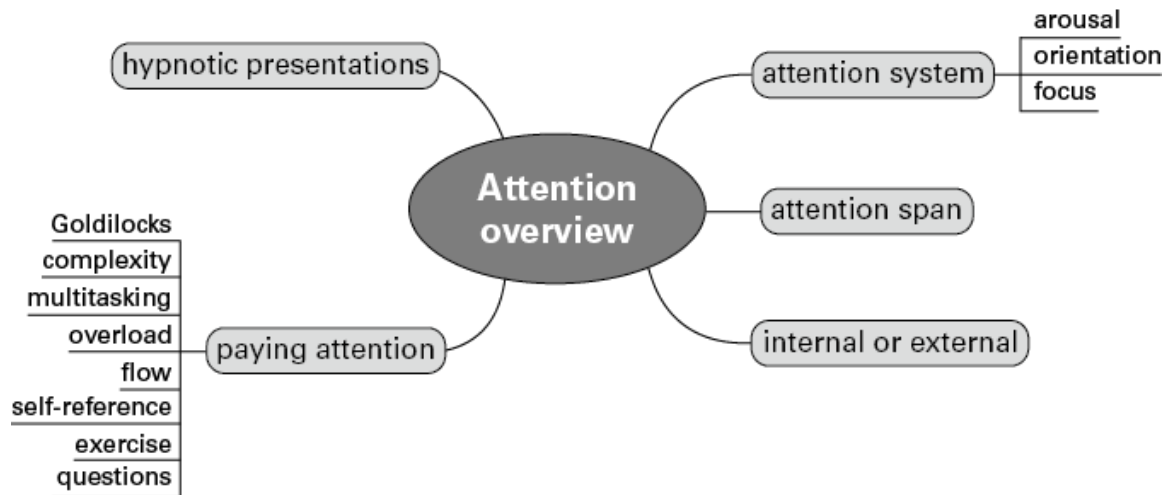 hypnotic presentations
attention system
arousal
orientation
focus
Attention
overview
attention span
internal or external
paying attention
Goldilocks
complexity
multitasking
overload
flow
self-reference
exercise
questions